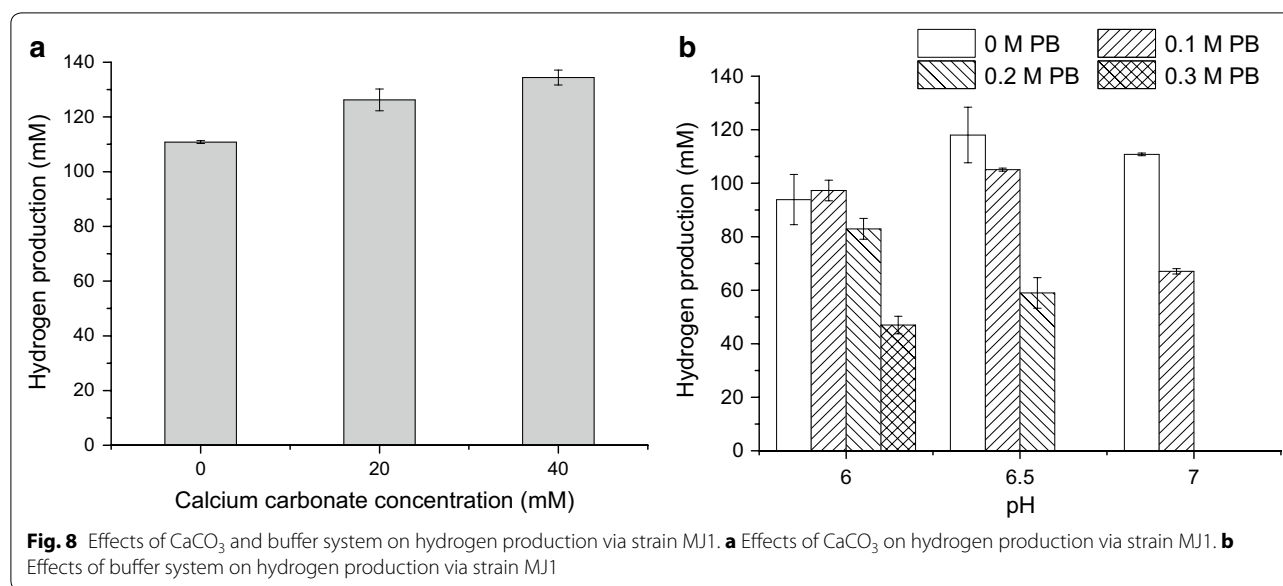 a
140
120
100
80
60
40
20
0
Hydrogen production (mM)
0 20 40
Calcium carbonate concentration (mM)
b
0 M PB 0.1 M PB
0.2 M PB 0.3 M PB
140
120
100
80
60
40
20
0
Hydrogen production (mM)
6 6.5 7
pH
Fig. 8 Effects of CaCO₃ and buffer system on hydrogen production via strain MJ1. a Effects of CaCO₃ on hydrogen production via strain MJ1. b
Effects of buffer system on hydrogen production via strain MJ1